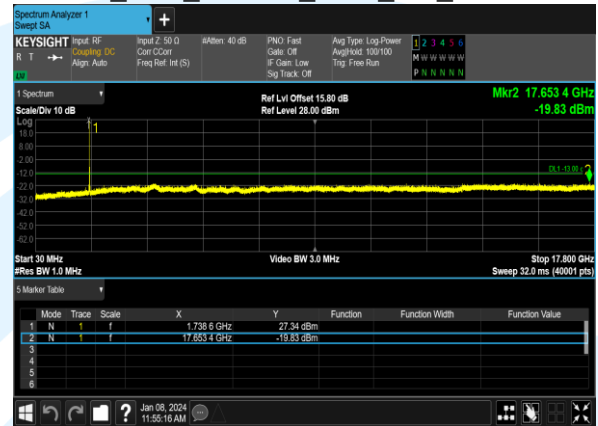 Spectrum Analyzer 1
Swept SA
KEYSIGHT Input: RF Input Z: 50 Ω #Atten: 40 dB PNO: Fast Avg Type: Log-Power 1 2 3 4 5 6
R T Coupling: DC Corr CCorr Gate: Off Avg|Hold: 100/100 M W W W W W
Align: Auto Freq Ref: Int (S) IF Gain: Low Trig: Free Run
LW Sig Track: Off P N N N N N
1 Spectrum Ref Lvl Offset 15.80 dB Mkr2 17.653 4 GHz
Scale/Div 10 dB Ref Level 28.00 dBm -19.83 dBm
Log
18.0
8.00
-2.00
-12.0
-22.0
-32.0
-42.0
-52.0
-62.0
1
2
Start 30 MHz Video BW 3.0 MHz Stop 17.800 GHz
#Res BW 1.0 MHz Sweep 32.0 ms (40001 pts)
5 Marker Table
Mode Trace Scale X Y Function Function Width Function Value
1 N 1 f 1.738 6 GHz 27.34 dBm
2 N 1 f 17.653 4 GHz -19.83 dBm
3
4
5
6
? Jan 08, 2024
11:55:16 AM